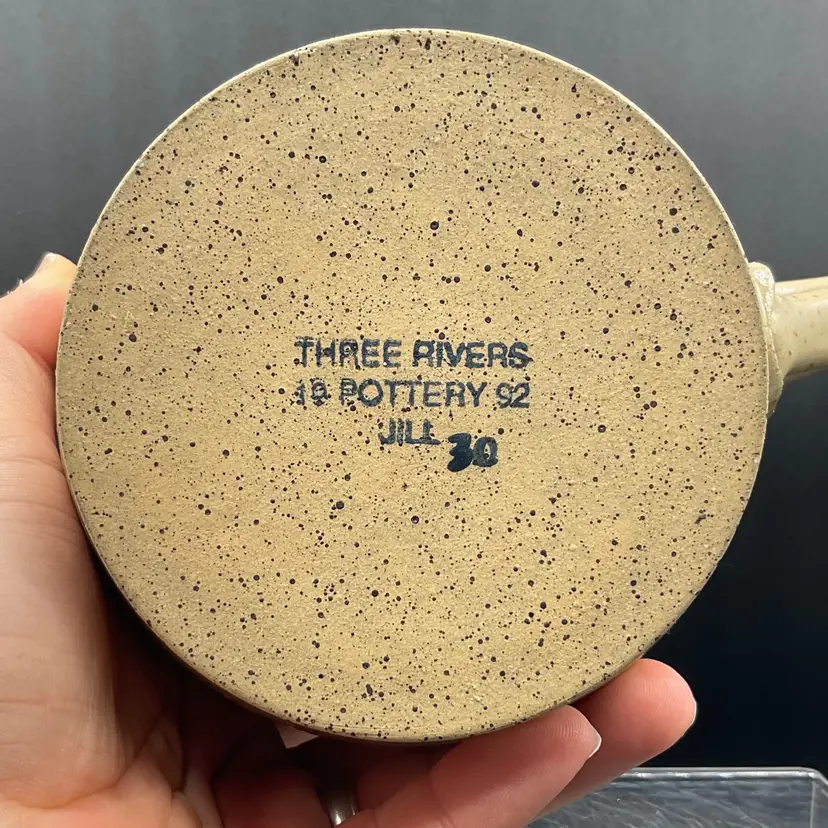 THREE RIVERS
19 POTTERY 92
JILL 30